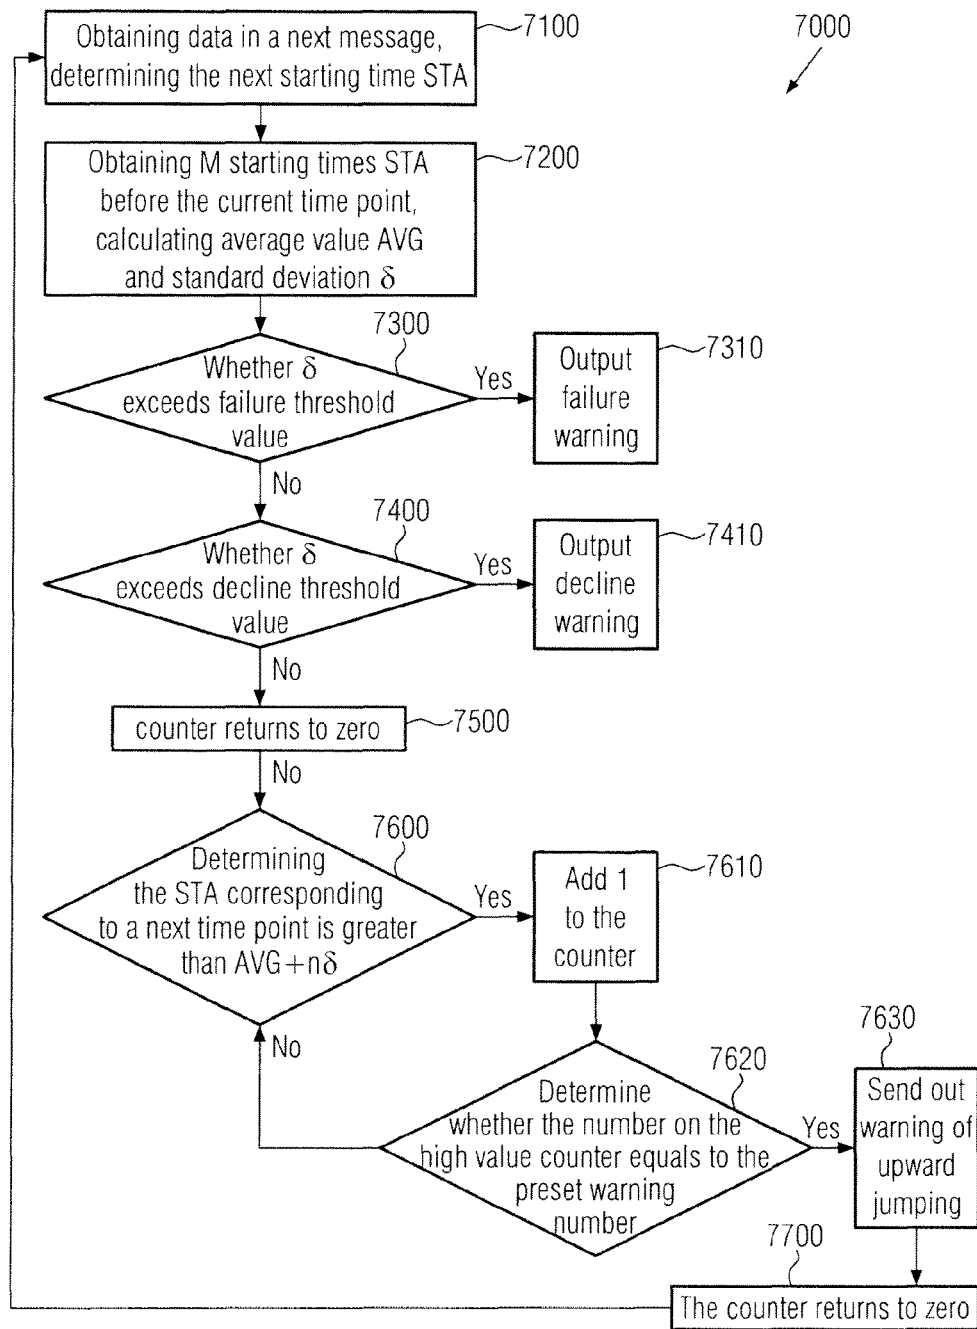 Obtaining data in a next message,
determining the next starting time STA
7100
7000
Obtaining M starting times STA
before the current time point,
calculating average value AVG
and standard deviation δ
7200
7300
Whether δ
exceeds failure threshold
value
Yes
Output
failure
warning
7310
No
7400
Whether δ
exceeds decline threshold
value
Yes
Output
decline
warning
7410
No
counter returns to zero
7500
No
7600
Determining
the STA corresponding
to a next time point is greater
than AVG+nδ
Yes
Add 1
to the
counter
7610
No
7620
Determine
whether the number on the
high value counter equals to the
preset warning
number
Yes
7630
Send out
warning of
upward
jumping
7700
The counter returns to zero